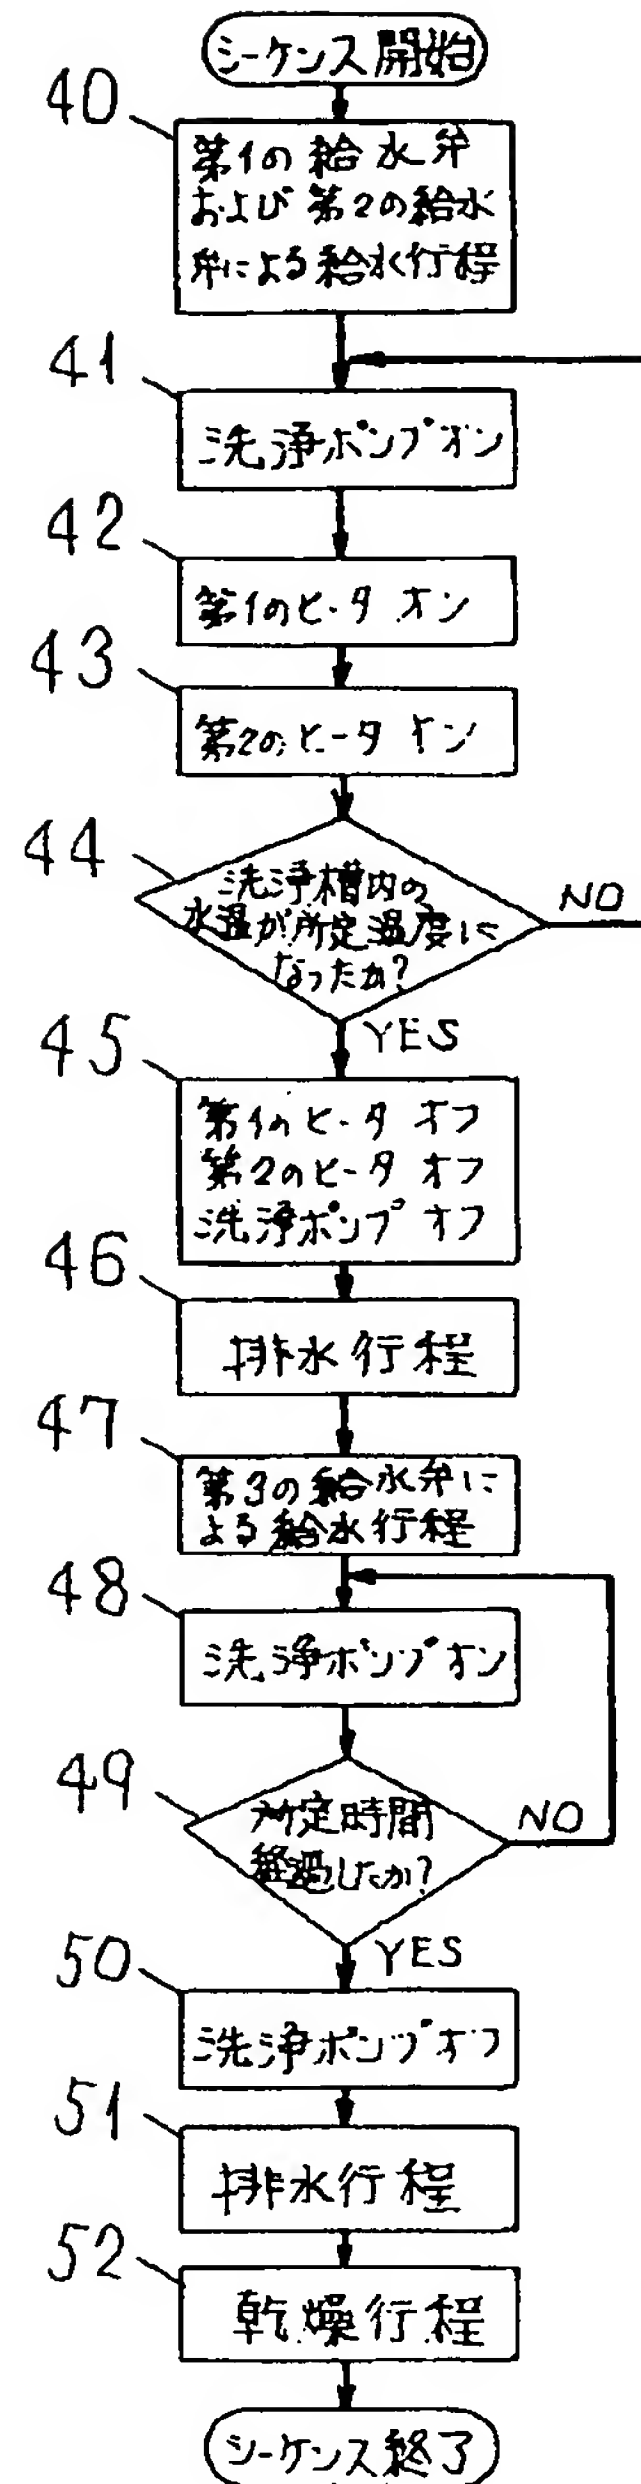 シーケンス開始
40
第1の給水弁
および第2の給水
弁による給水行程
41
洗浄ポンプオン
42
第1のヒータ オン
43
第2のヒータ オン
44
洗浄槽内の
水温が所定温度に
なったか?
NO
YES
45
第1のヒータ オフ
第2のヒータ オフ
洗浄ポンプ オフ
46
排水行程
47
第3の給水弁に
よる給水行程
48
洗浄ポンプオン
49
所定時間
経過したか?
NO
YES
50
洗浄ポンプオフ
51
排水行程
52
乾燥行程
シーケンス終了